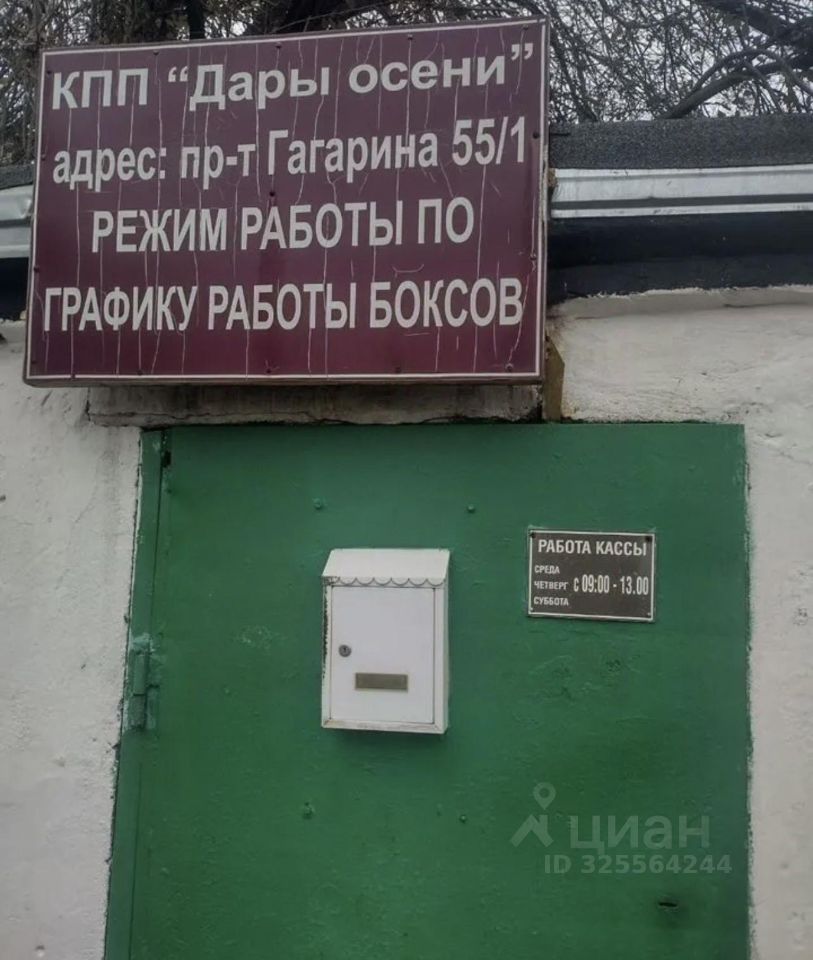 КПП “Дары осени”
адрес: пр-т Гагарина 55/1
РЕЖИМ РАБОТЫ ПО
ГРАФИКУ РАБОТЫ БОКСОВ
РАБОТА КАССЫ
СРЕДА
ЧЕТВЕРГ с 09:00 - 13.00
СУББОТА
циан
ID 325564244